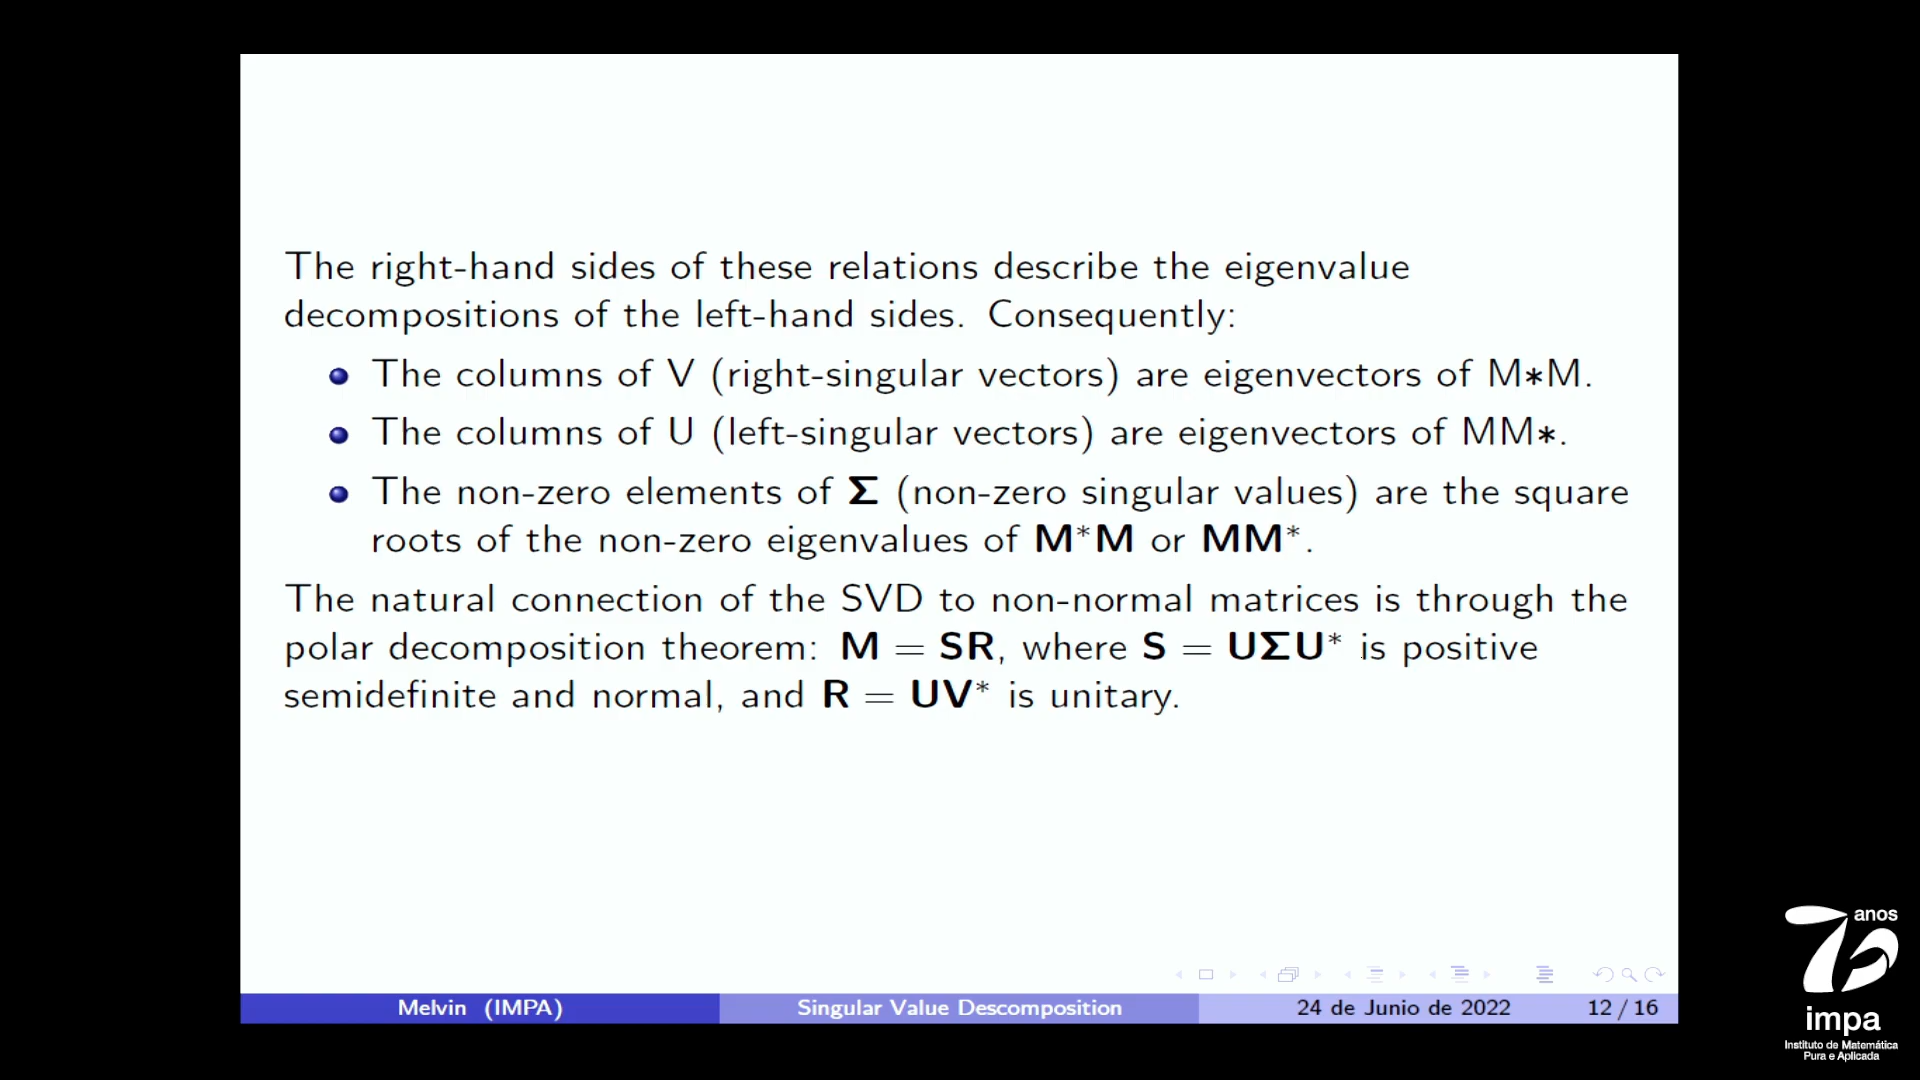 The right-hand sides of these relations describe the eigenvalue
decompositions of the left-hand sides. Consequently:
The columns of V (right-singular vectors) are eigenvectors of M∗M.
The columns of U (left-singular vectors) are eigenvectors of MM∗.
The non-zero elements of Σ (non-zero singular values) are the square
roots of the non-zero eigenvalues of M*M or MM*.
The natural connection of the SVD to non-normal matrices is through the
polar decomposition theorem: M = SR, where S = UΣU* is positive
semidefinite and normal, and R = UV* is unitary.
Melvin (IMPA) Singular Value Descomposition 24 de Junio de 2022 12 / 16
70 anos
impa
Instituto de Matemática
Pura e Aplicada